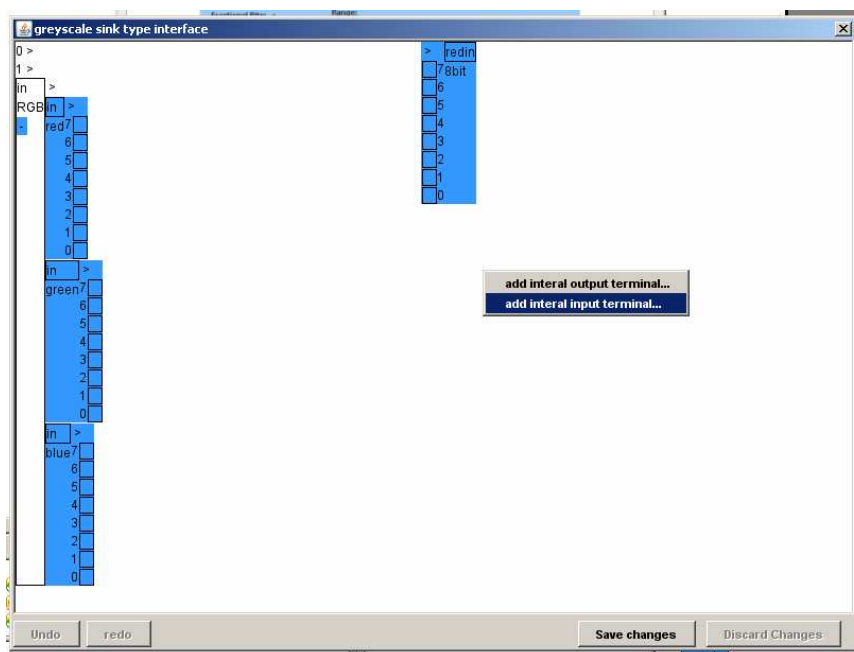 Range:
greyscale sink type interface
0 >
1 >
in >
RGB in >
- red 7
6
5
4
3
2
1
0
in >
green 7
6
5
4
3
2
1
0
in >
blue 7
6
5
4
3
2
1
0
> redin
7 8bit
6
5
4
3
2
1
0
add interal output terminal...
add interal input terminal...
Undo redo Save changes Discard Changes